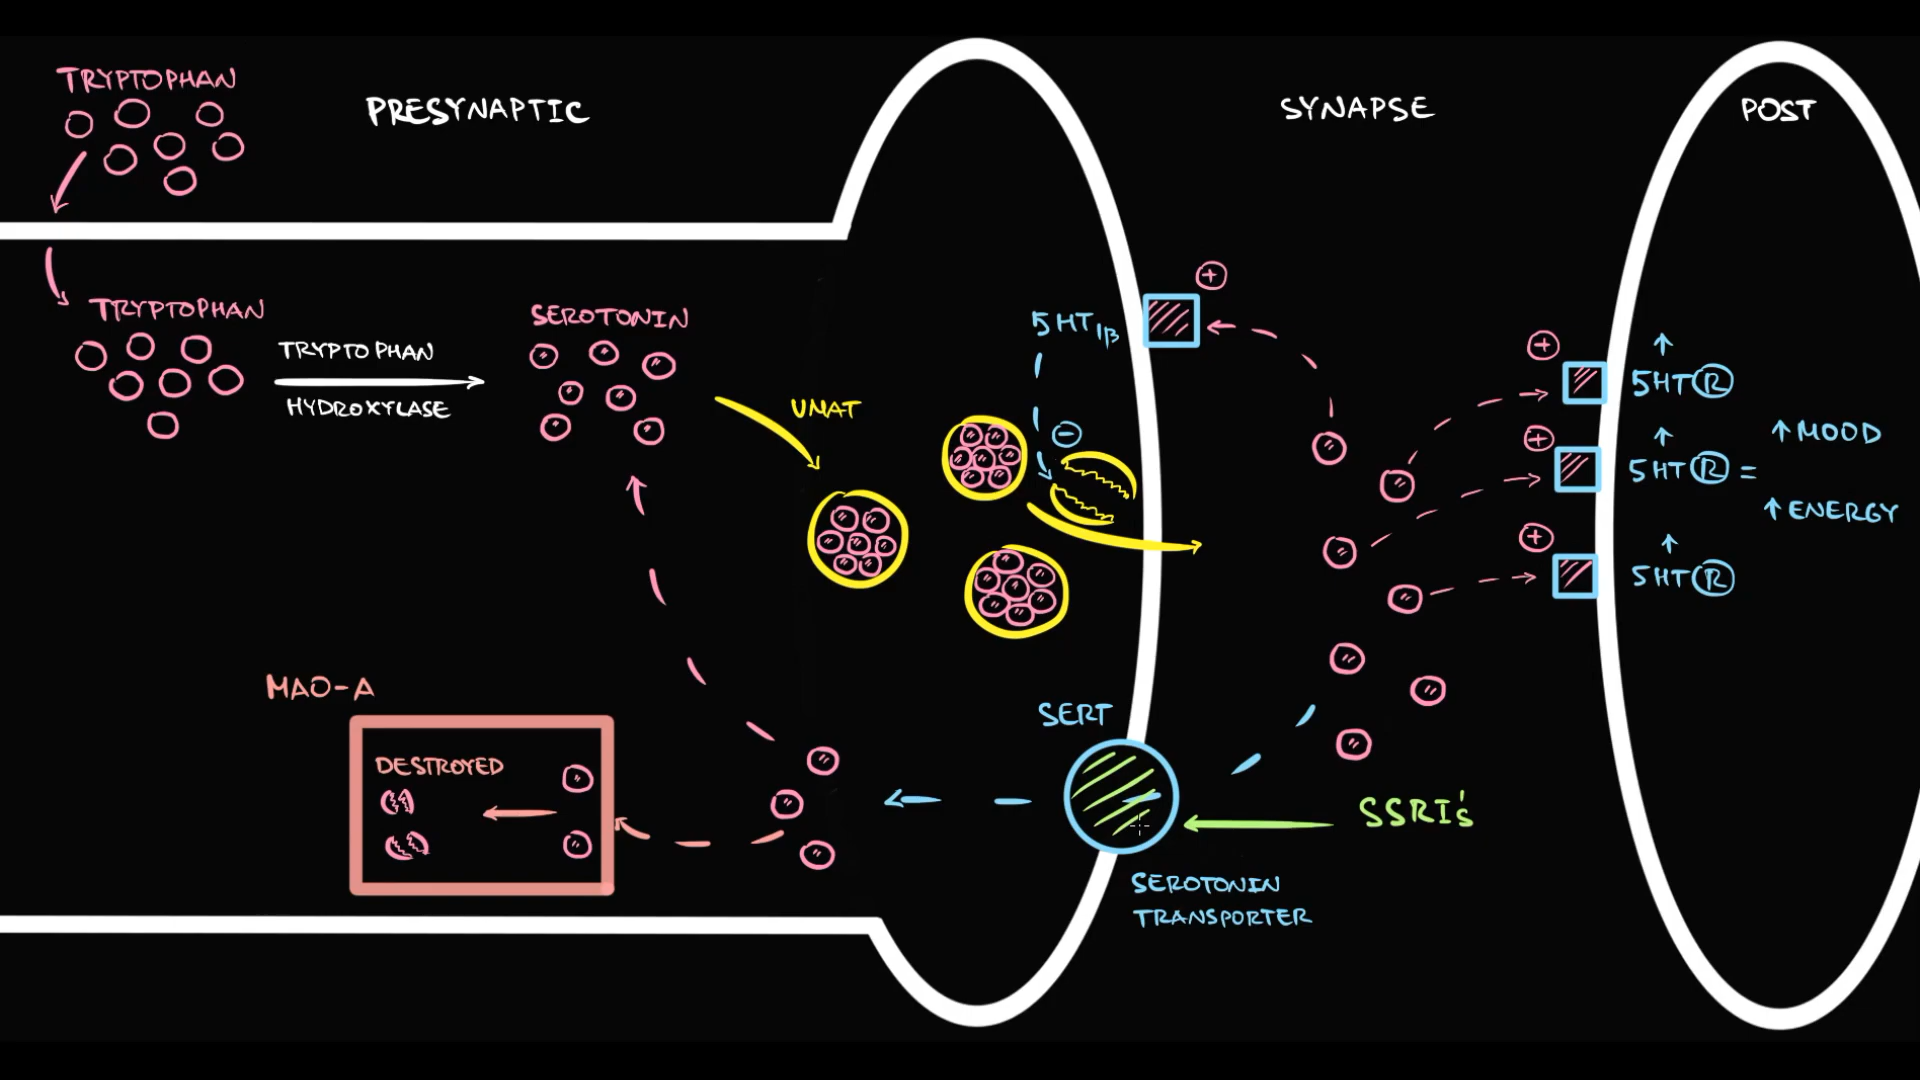 TRYPTOPHAN
PRESYNAPTIC
SYNAPSE
POST
TRYPTOPHAN
TRYPTOPHAN
HYDROXYLASE
SEROTONIN
VMAT
5HT1β
+
-
+
5HT R
+
5HT R =
+
5HT R
↑ MOOD
↑ ENERGY
MAO-A
DESTROYED
SERT
SSRI's
SEROTONIN
TRANSPORTER